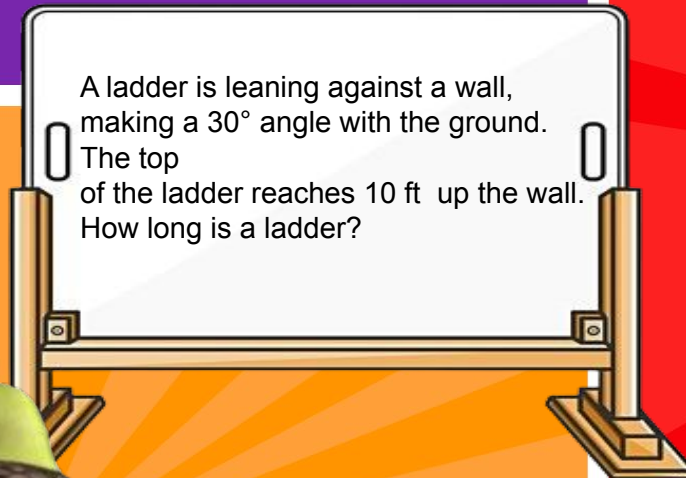 A ladder is leaning against a wall,
making a 30° angle with the ground.
The top
of the ladder reaches 10 ft  up the wall.
How long is a ladder?